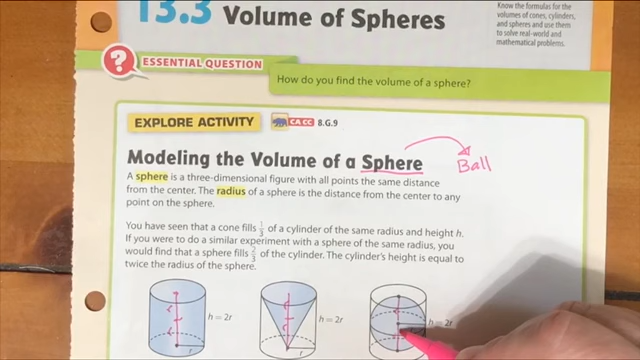 13.3 Volume of Spheres
Know the formulas for the
volumes of cones, cylinders,
and spheres and use them
to solve real-world and
mathematical problems.
? ESSENTIAL QUESTION
How do you find the volume of a sphere?
EXPLORE ACTIVITY CA CC 8.G.9
Modeling the Volume of a Sphere
Ball
A sphere is a three-dimensional figure with all points the same distance
from the center. The radius of a sphere is the distance from the center to any
point on the sphere.
You have seen that a cone fills 1/3 of a cylinder of the same radius and height h.
If you were to do a similar experiment with a sphere of the same radius, you
would find that a sphere fills 2/3 of the cylinder. The cylinder's height is equal to
twice the radius of the sphere.
r h = 2r r h = 2r h = 2r
r r